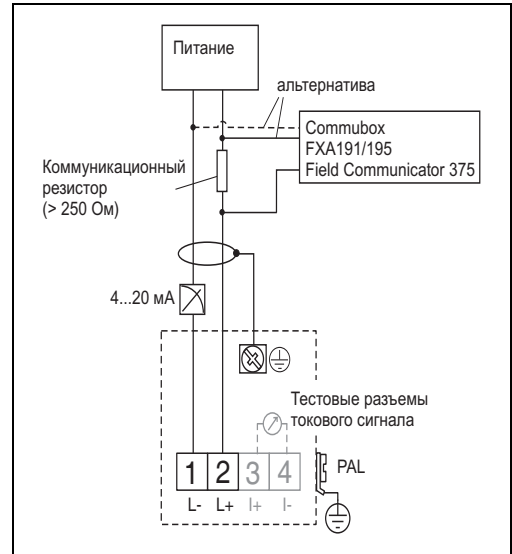 Питание
альтернатива
Commubox
FXA191/195
Field Communicator 375
Коммуникационный
резистор
(> 250 Ом)
4...20 мА
Тестовые разъемы
токового сигнала
1 2 3 4
L- L+ I+ I-
PAL